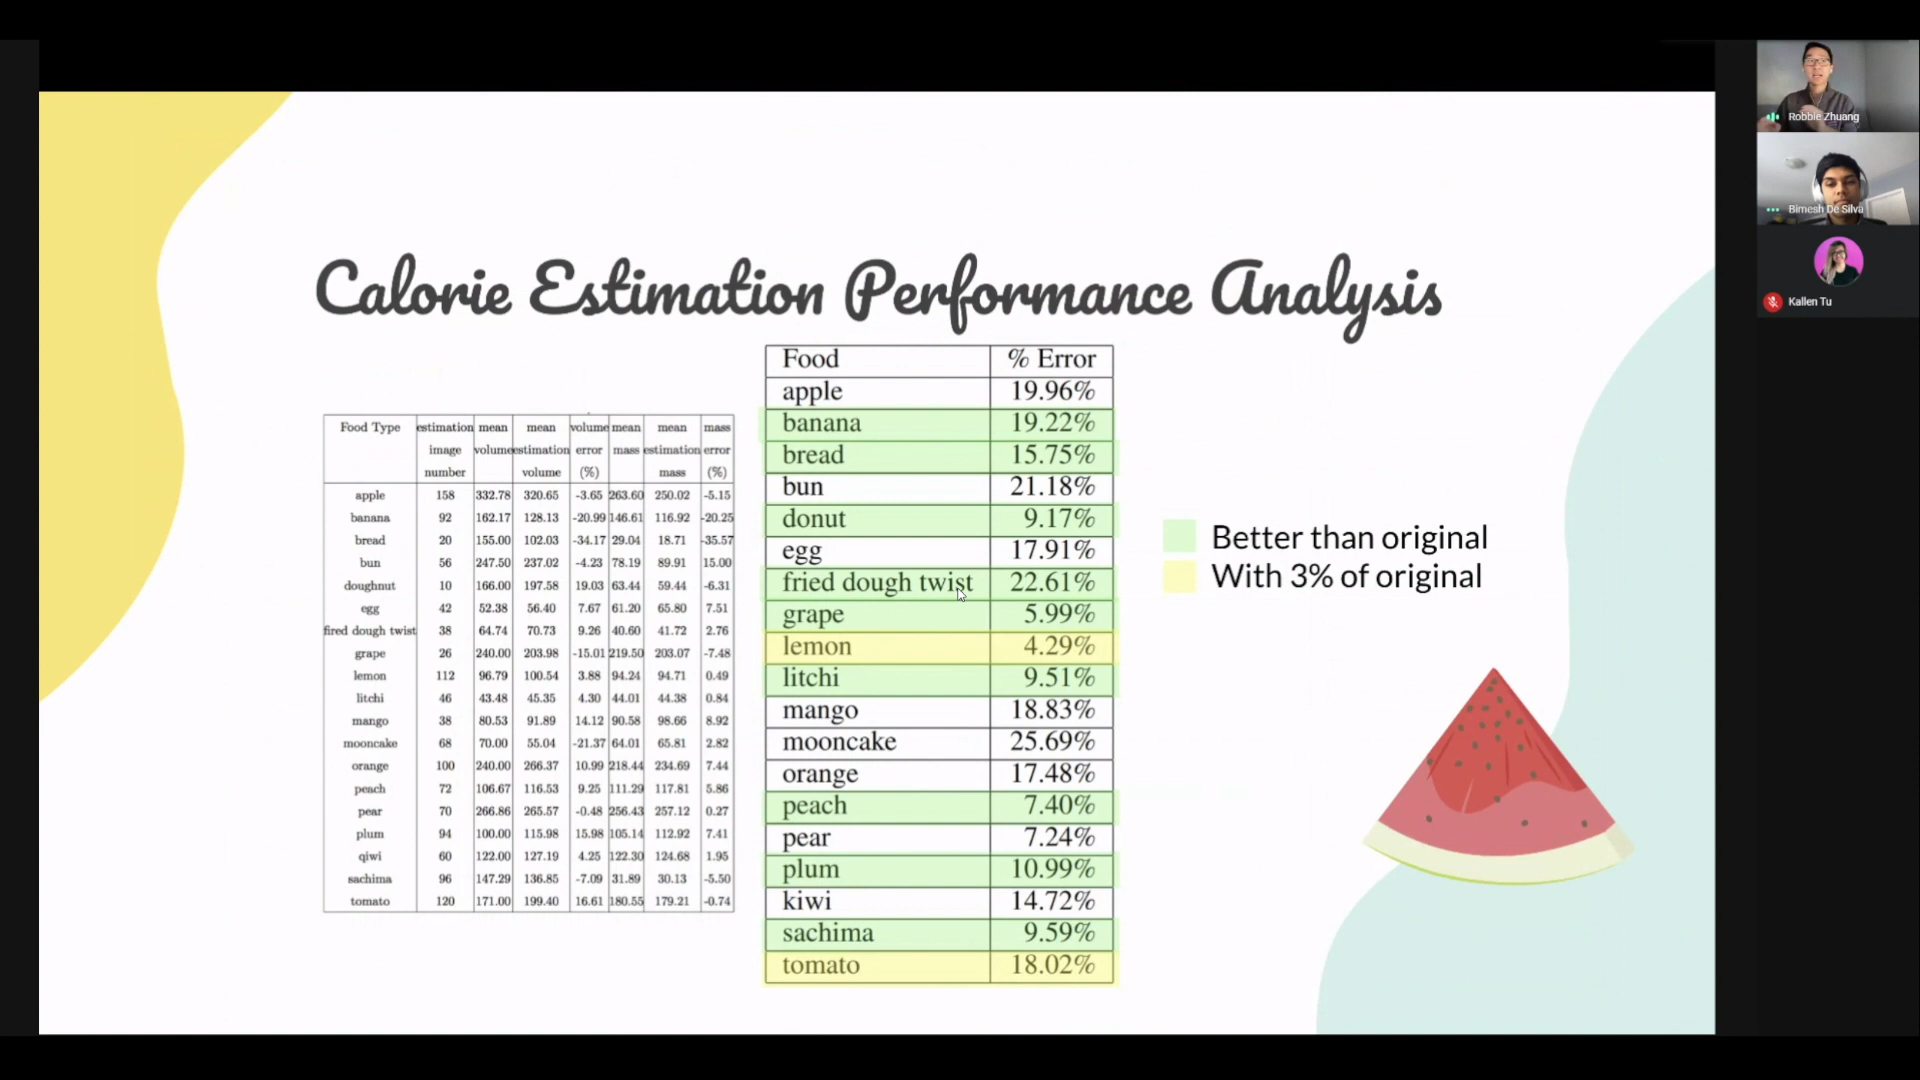 Calorie Estimation Performance Analysis
Food Type estimation mean mean volume mean mean mass
image volume estimation error mass estimation error
number volume (%) mass (%)
apple 158 332.78 320.65 -3.65 263.60 250.02 -5.15
banana 92 162.17 128.13 -20.99 146.61 116.92 -20.25
bread 20 155.00 102.03 -34.17 29.04 18.71 -35.57
bun 56 247.50 237.02 -4.23 78.19 89.91 15.00
doughnut 10 166.00 197.58 19.03 63.44 59.44 -6.31
egg 42 52.38 56.40 7.67 61.20 65.80 7.51
fired dough twist 38 64.74 70.73 9.26 40.60 41.72 2.76
grape 26 240.00 203.98 -15.01 219.50 203.07 -7.48
lemon 112 96.79 100.54 3.88 94.24 94.71 0.49
litchi 46 43.48 45.35 4.30 44.01 44.38 0.84
mango 38 80.53 91.89 14.12 90.58 98.66 8.92
mooncake 68 70.00 55.04 -21.37 64.01 65.81 2.82
orange 100 240.00 266.37 10.99 218.44 234.69 7.44
peach 72 106.67 116.53 9.25 111.29 117.81 5.86
pear 70 266.86 265.57 -0.48 256.43 257.12 0.27
plum 94 100.00 115.98 15.98 105.14 112.92 7.41
qiwi 60 122.00 127.19 4.25 122.30 124.68 1.95
sachima 96 147.29 136.85 -7.09 31.89 30.13 -5.50
tomato 120 171.00 199.40 16.61 180.55 179.21 -0.74
Food % Error
apple 19.96%
banana 19.22%
bread 15.75%
bun 21.18%
donut 9.17%
egg 17.91%
fried dough twist 22.61%
grape 5.99%
lemon 4.29%
litchi 9.51%
mango 18.83%
mooncake 25.69%
orange 17.48%
peach 7.40%
pear 7.24%
plum 10.99%
kiwi 14.72%
sachima 9.59%
tomato 18.02%
Better than original
With 3% of original
Robbie Zhuang
Bimesh De Silva
Kallen Tu